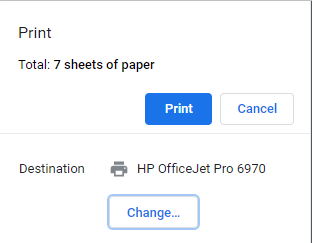 Print
Total: 7 sheets of paper
Print
Cancel
Destination
HP OfficeJet Pro 6970
Change...